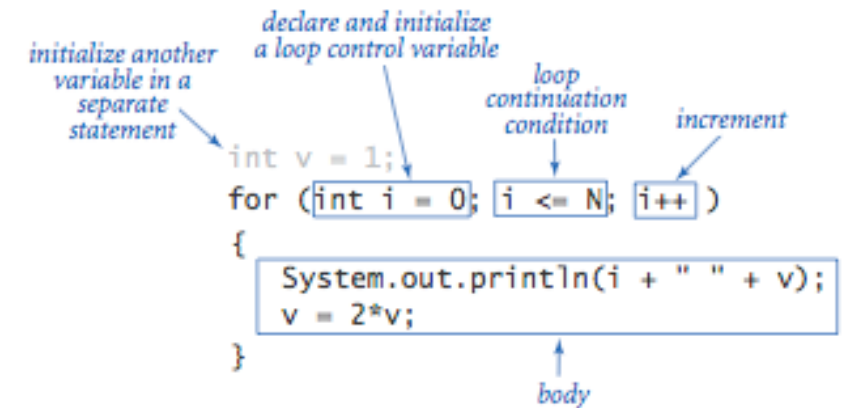 declare and initialize
a loop control variable
initialize another
variable in a
separate
statement
loop
continuation
condition
increment
int v = 1;
for (int i = 0; i <= N; i++ )
{
System.out.println(i + " " + v);
v = 2*v;
}
body